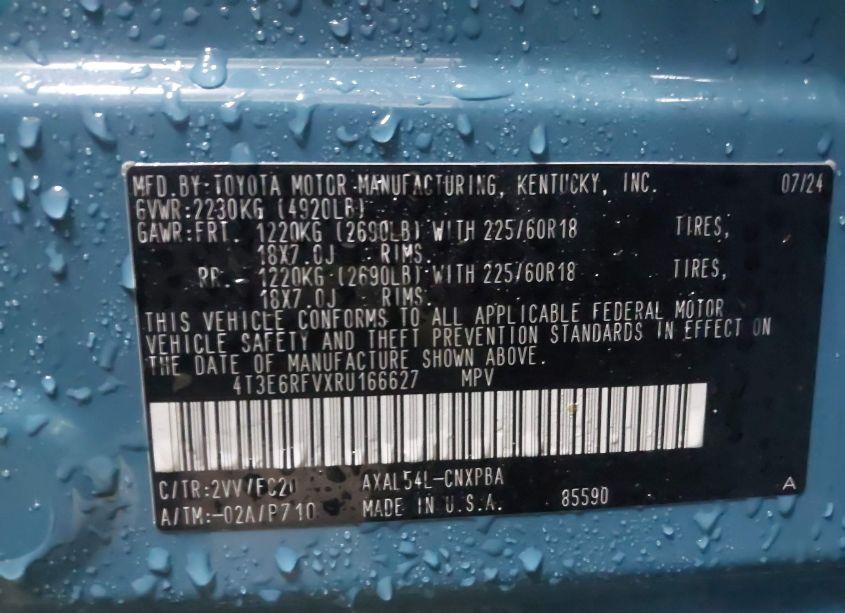 MFD.BY:TOYOTA MOTOR MANUFACTURING, KENTUCKY, INC. 07/24
GVWR:2230KG (4920LB)
GAWR:FRT. 1220KG (2690LB) WITH 225/60R18 TIRES,
18X7.0J RIMS.
RR. 1220KG (2690LB) WITH 225/60R18 TIRES,
18X7.0J RIMS.
THIS VEHICLE CONFORMS TO ALL APPLICABLE FEDERAL MOTOR
VEHICLE SAFETY AND THEFT PREVENTION STANDARDS IN EFFECT ON
THE DATE OF MANUFACTURE SHOWN ABOVE.
4T3E6RFVXRU166627 MPV
C/TR:2VV/FC20 AXAL54L-CNXPBA A
A/TM:-02A/P710 MADE IN U.S.A. 85590